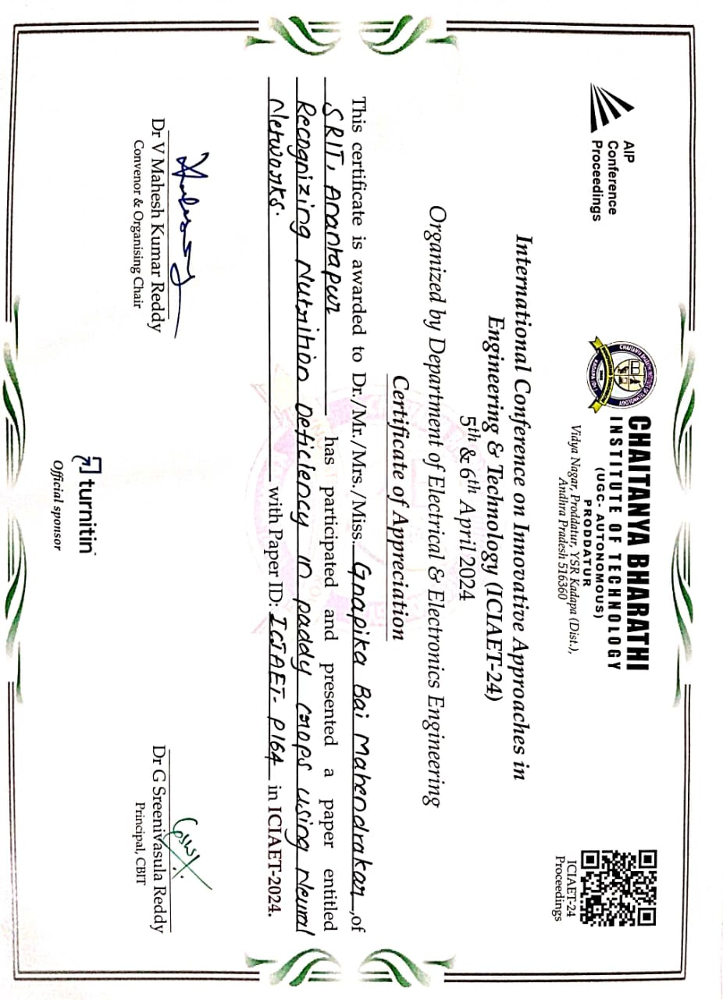 AIP
Conference
Proceedings
CHAITANYA BHARATHI
INSTITUTE OF TECHNOLOGY
(UGC- AUTONOMOUS)
PRODDATUR
Vidya Nagar, Proddatur, YSR Kadapa (Dist.),
Andhra Pradesh 516360
ICIAET-24
Proceedings
International Conference on Innovative Approaches in
Engineering & Technology (ICIAET-24)
5th & 6th April 2024
Organized by Department of Electrical & Electronics Engineering
Certificate of Appreciation
This certificate is awarded to Dr./Mr./Mrs./Miss. Gnapika Bai Mahendrakar, of
SRIT, Anantapur has participated and presented a paper entitled
Recognizing Nutrition Deficiency in paddy crops using Neural
Networks. with Paper ID: ICIAET- P164 in ICIAET-2024.
Dr V Mahesh Kumar Reddy
Convenor & Organising Chair
Dr G Sreenivasula Reddy
Principal, CBIT
turnitin
Official sponsor